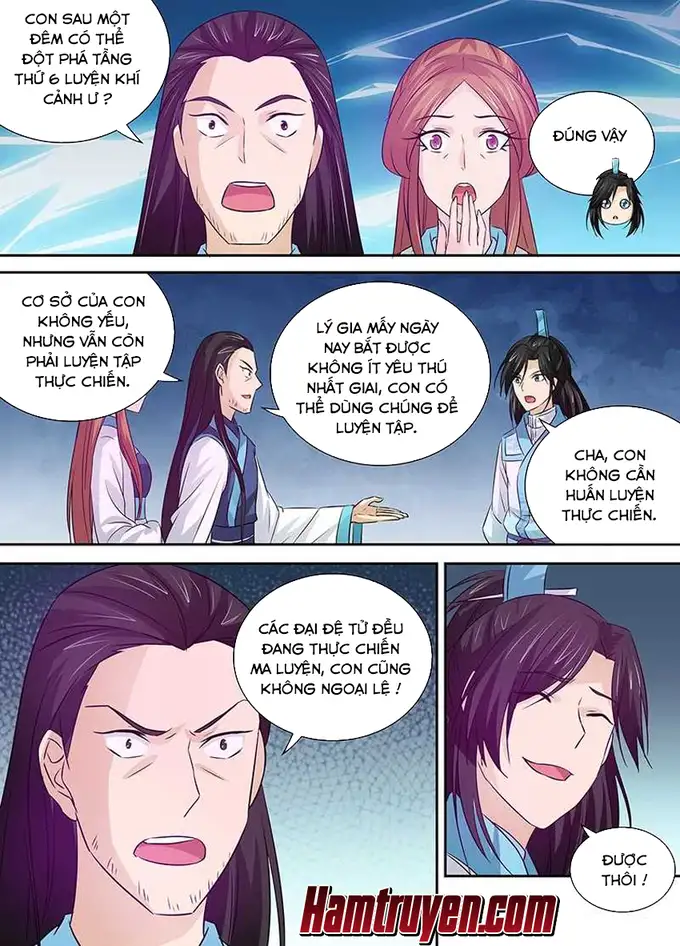 CON SAU MỘT
ĐÊM CÓ THỂ
ĐỘT PHÁ TẦNG
THỨ 6 LUYỆN KHÍ
CẢNH Ư ?
ĐÚNG VẬY
CƠ SỞ CỦA CON
KHÔNG YẾU,
NHƯNG VẪN CÒN
PHẢI LUYỆN TẬP
THỰC CHIẾN.
LÝ GIA MẤY NGÀY
NAY BẮT ĐƯỢC
KHÔNG ÍT YÊU THÚ
NHẤT GIAI, CON CÓ
THỂ DÙNG CHÚNG ĐỂ
LUYỆN TẬP.
CHA, CON
KHÔNG CẦN
HUẤN LUYỆN
THỰC CHIẾN.
CÁC ĐẠI ĐỆ TỬ ĐỀU
ĐANG THỰC CHIẾN
MA LUYỆN, CON CŨNG
KHÔNG NGOẠI LỆ !
ĐƯỢC
THÔI !
Hamtruyen.com